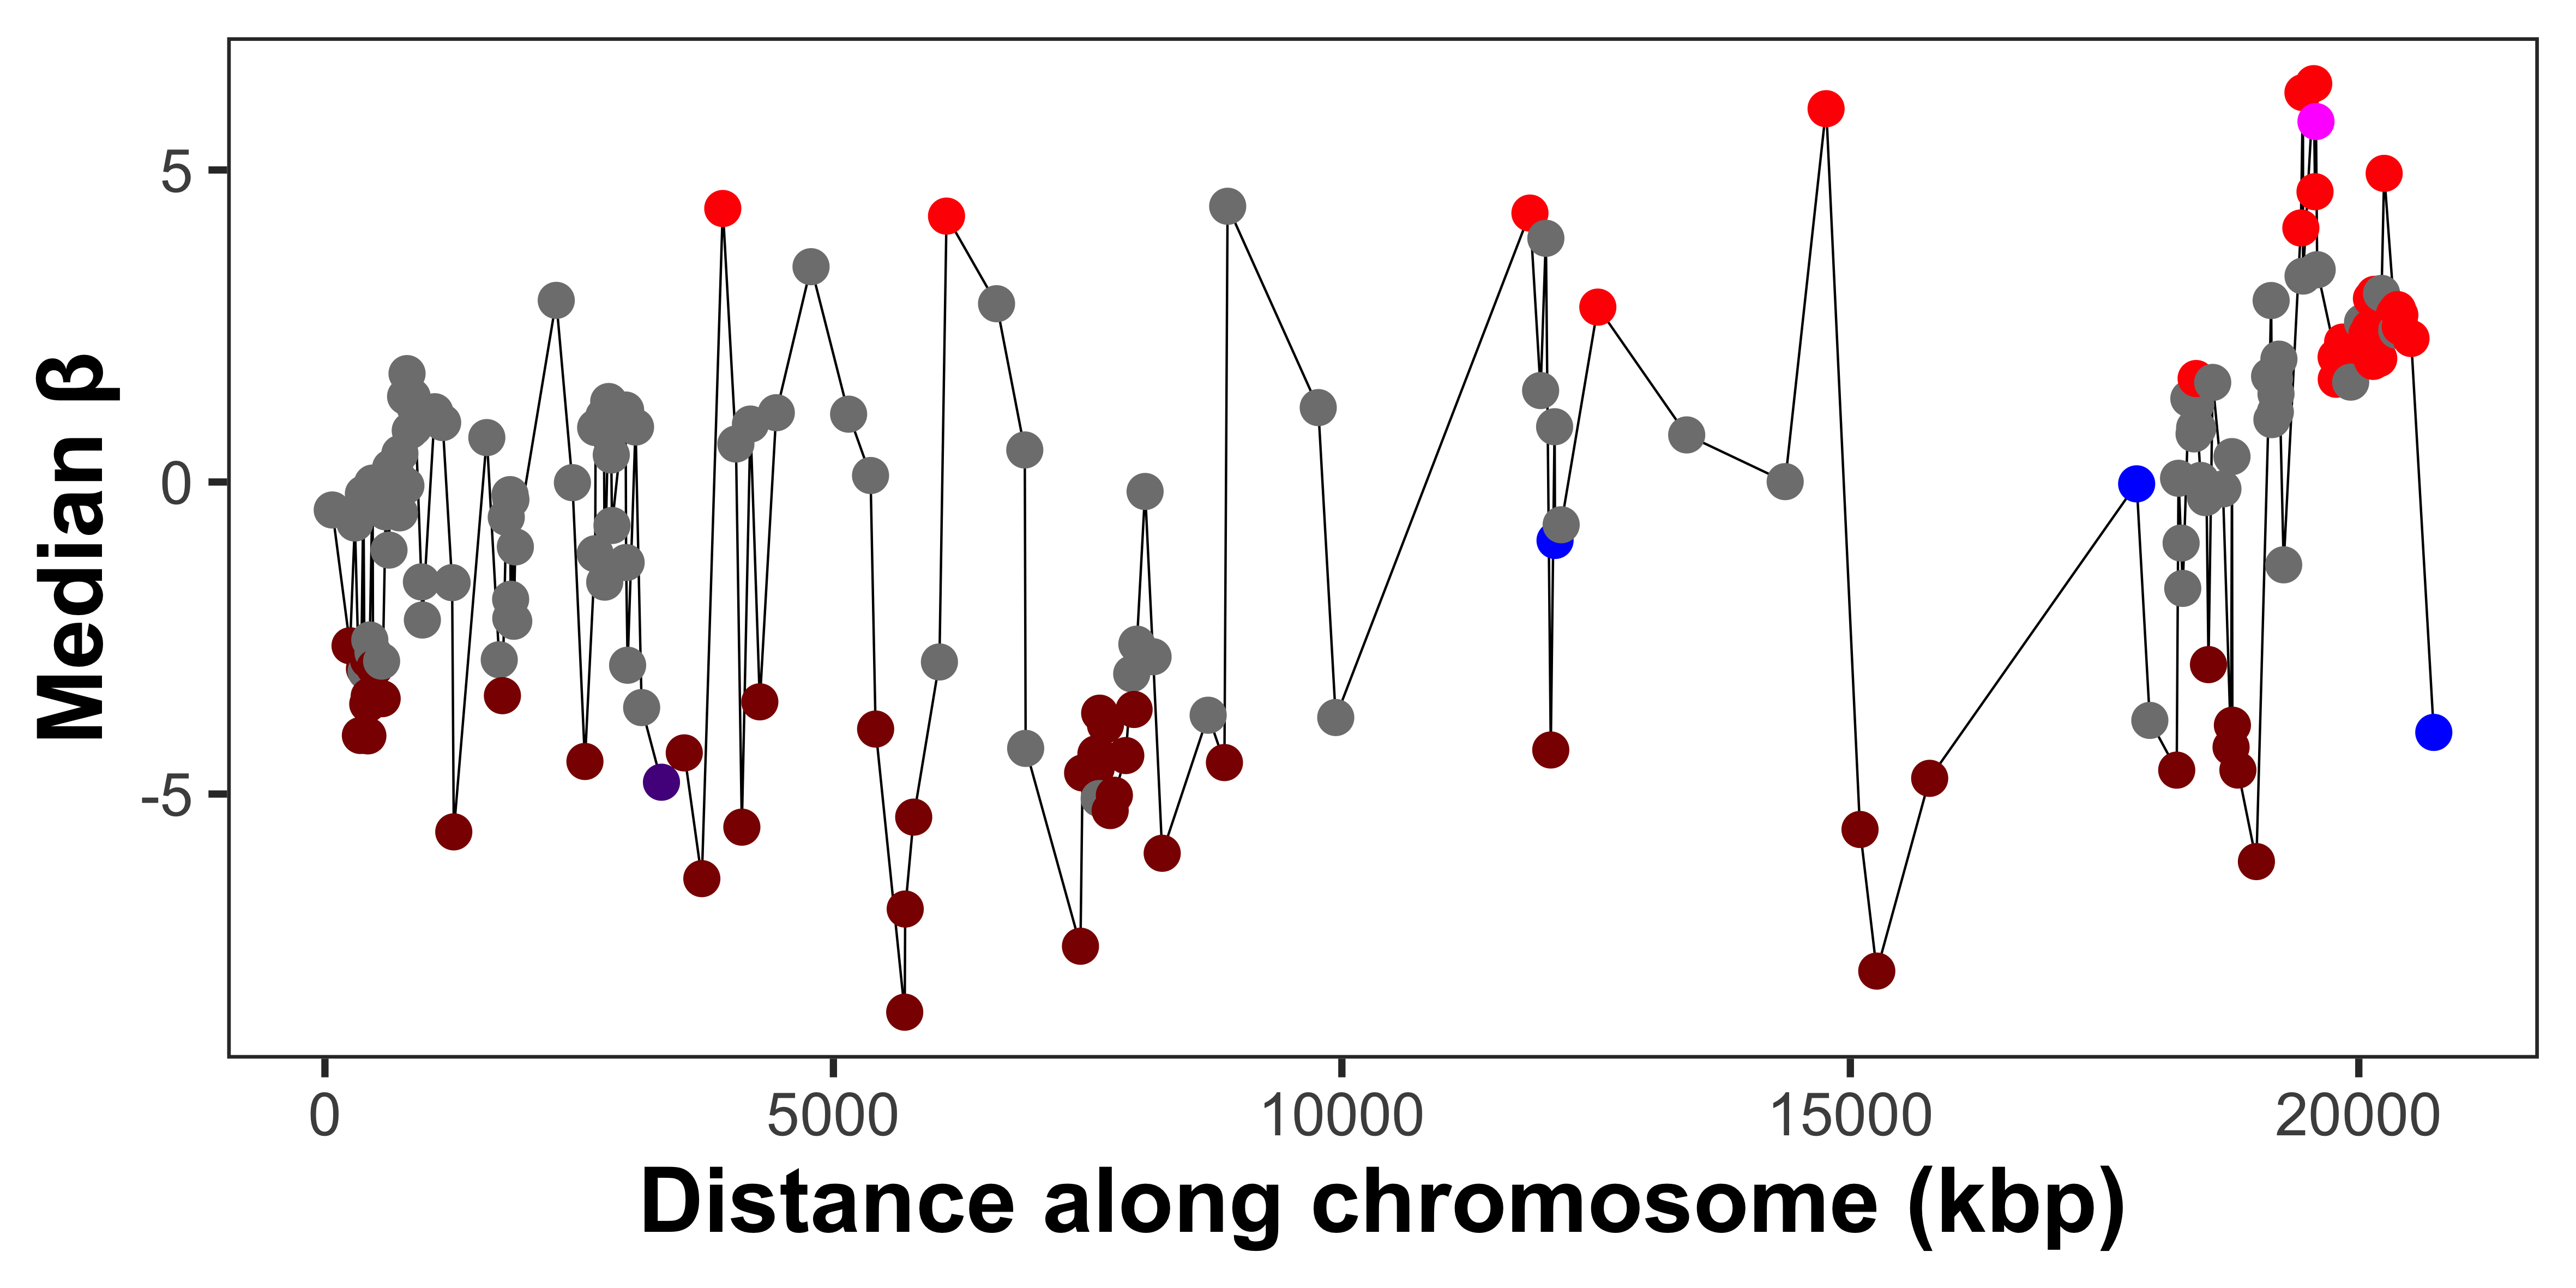 Median β
5
0
-5
0 5000 10000 15000 20000
Distance along chromosome (kbp)